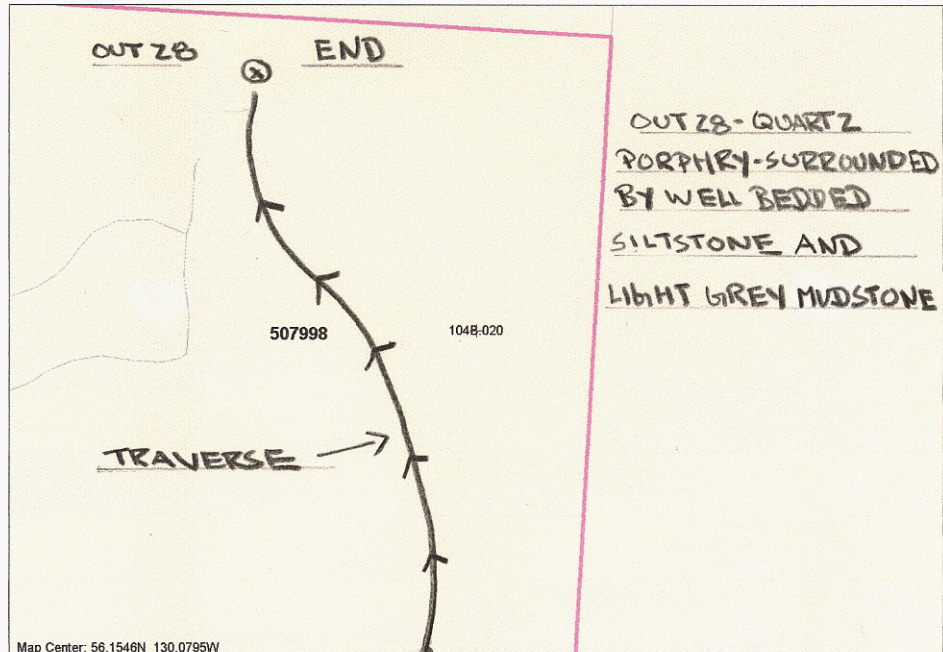 OUT 28
END
OUT 28-QUARTZ
PORPHRY-SURROUNDED
BY WELL BEDDED
SILTSTONE AND
LIGHT GREY MUDSTONE
507998
104B-020
TRAVERSE
Map Center: 56.1546N 130.0795W